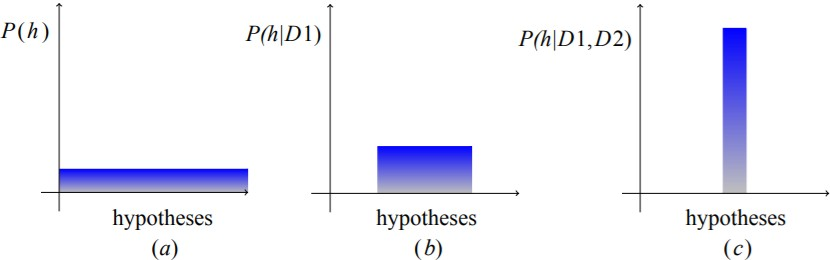 P(h)
P(h|D1)
P(h|D1,D2)
hypotheses
hypotheses
hypotheses
(a)
(b)
(c)